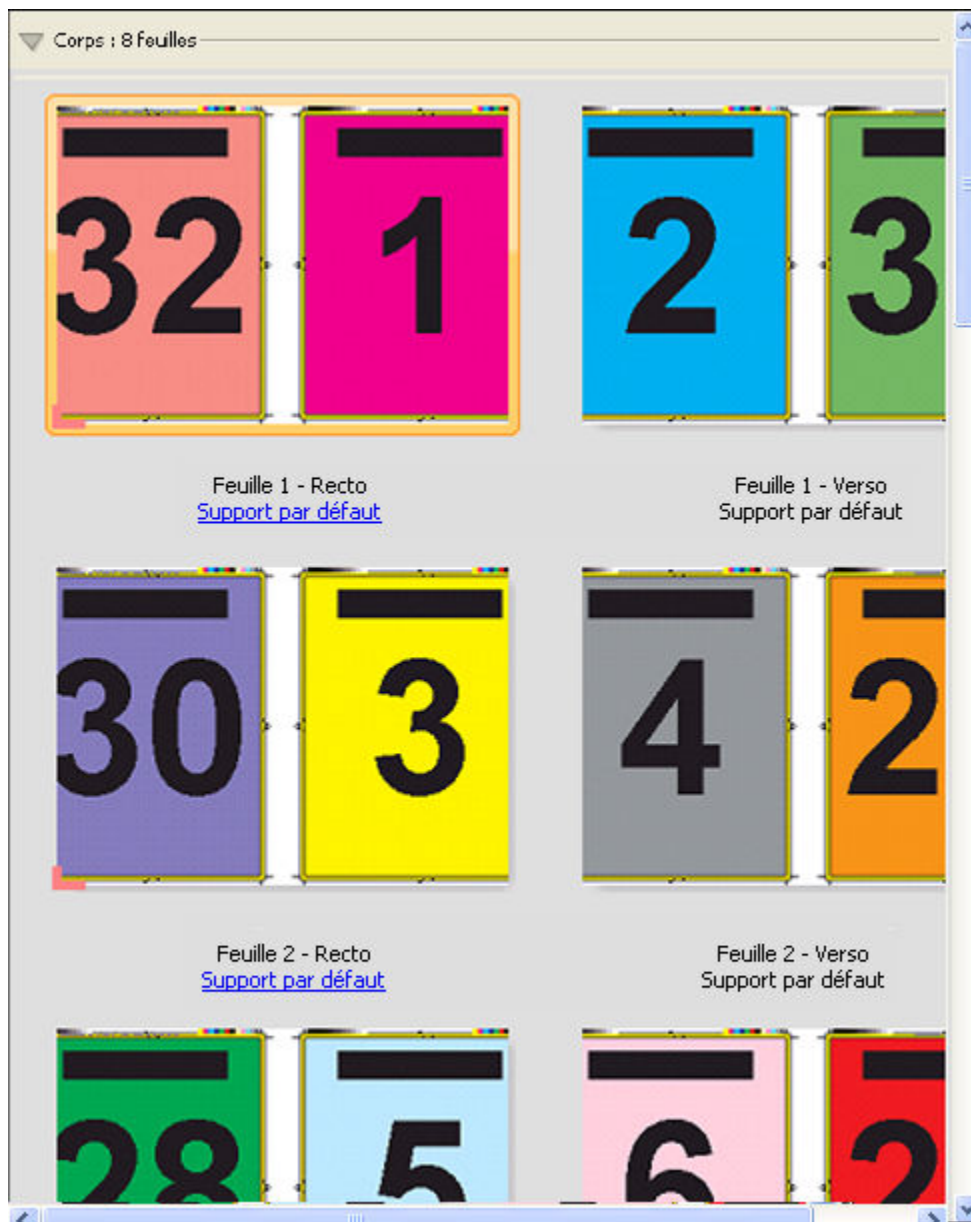 Corps : 8 feuilles
32 1 2 3
Feuille 1 - Recto Feuille 1 - Verso
Support par défaut Support par défaut
30 3 4 2
Feuille 2 - Recto Feuille 2 - Verso
Support par défaut Support par défaut
28 5 6 2